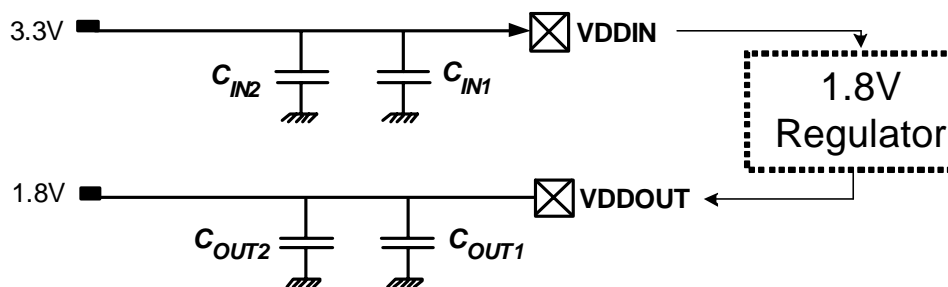 3.3V
VDDIN
C_IN2
C_IN1
1.8V
Regulator
1.8V
VDDOUT
C_OUT2
C_OUT1